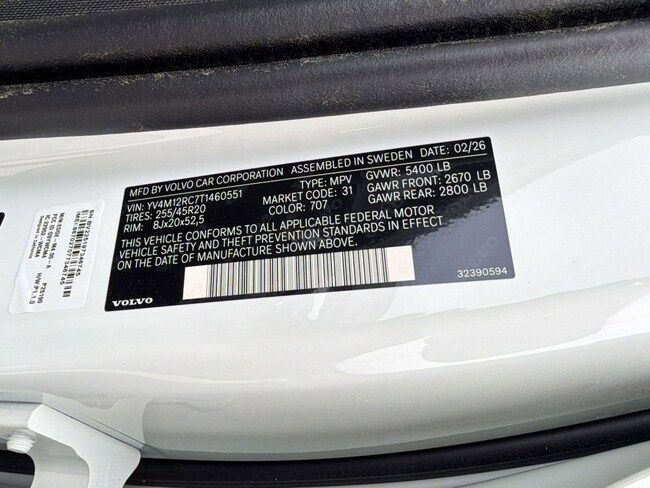 MFD BY VOLVO CAR CORPORATION ASSEMBLED IN SWEDEN DATE: 02/26
VIN: YV4M12RC7T1460551 TYPE: MPV GVWR: 5400 LB
TIRES: 255/45R20 MARKET CODE: 31 GAWR FRONT: 2670 LB
RIM: 8Jx20x52,5 COLOR: 707 GAWR REAR: 2800 LB
THIS VEHICLE CONFORMS TO ALL APPLICABLE FEDERAL MOTOR
VEHICLE SAFETY AND THEFT PREVENTION STANDARDS IN EFFECT
ON THE DATE OF MANUFACTURE SHOWN ABOVE.
32390594
VOLVO